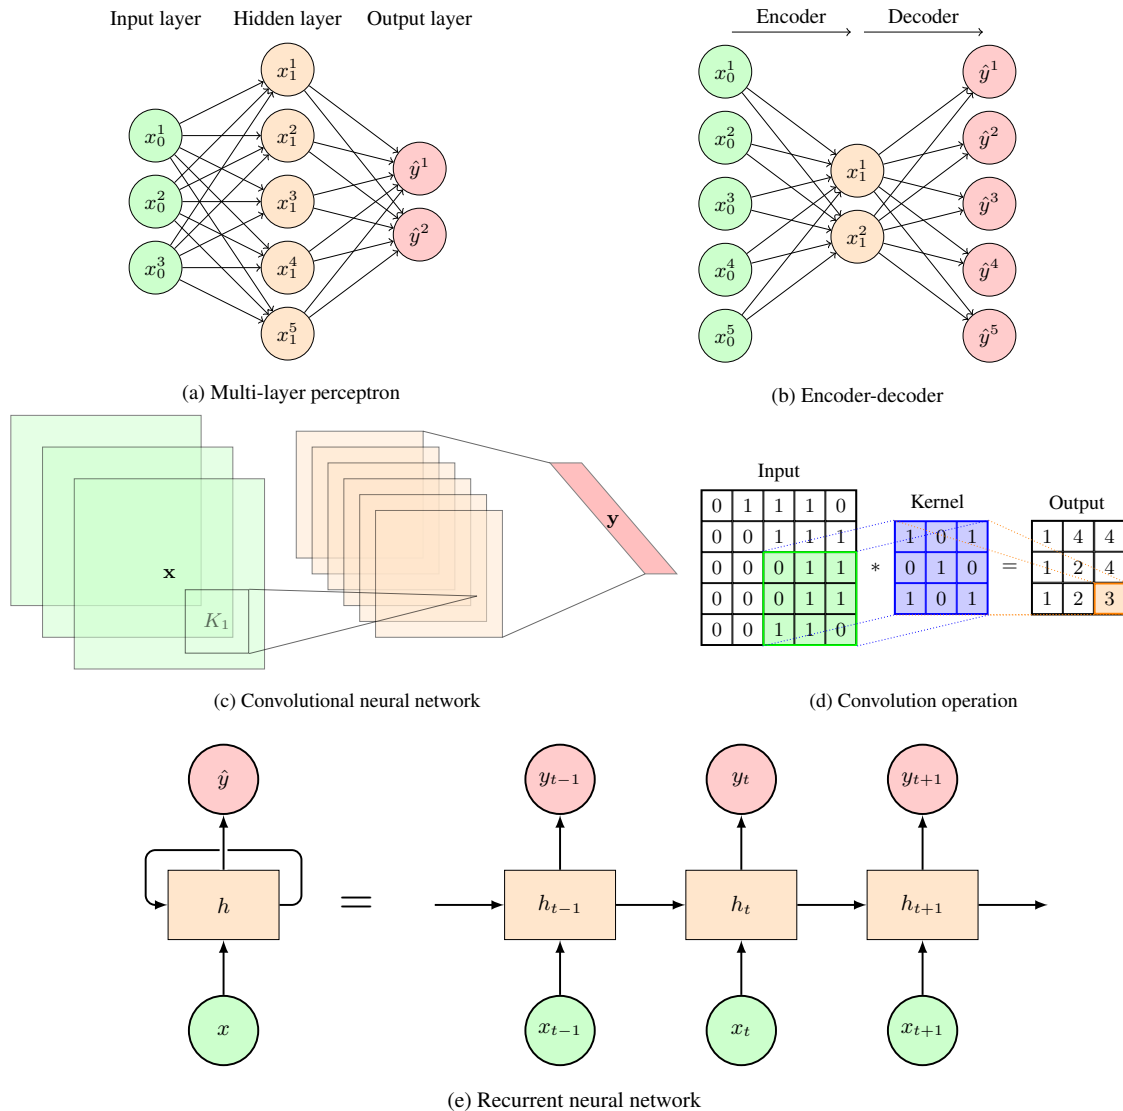 Input layer Hidden layer Output layer
x_0^1
x_0^2
x_0^3
x_1^1
x_1^2
x_1^3
x_1^4
x_1^5
ŷ^1
ŷ^2
(a) Multi-layer perceptron
Encoder Decoder
x_0^1
x_0^2
x_0^3
x_0^4
x_0^5
x_1^1
x_1^2
ŷ^1
ŷ^2
ŷ^3
ŷ^4
ŷ^5
(b) Encoder-decoder
x
K_1
y
(c) Convolutional neural network
Input
0 1 1 1 0
0 0 1 1 1
0 0 0 1 1
0 0 0 1 1
0 0 1 1 0
*
Kernel
1 0 1
0 1 0
1 0 1
=
Output
1 4 4
1 2 4
1 2 3
(d) Convolution operation
ŷ
h
x
=
y_{t−1} y_t y_{t+1}
h_{t−1} h_t h_{t+1}
x_{t−1} x_t x_{t+1}
(e) Recurrent neural network